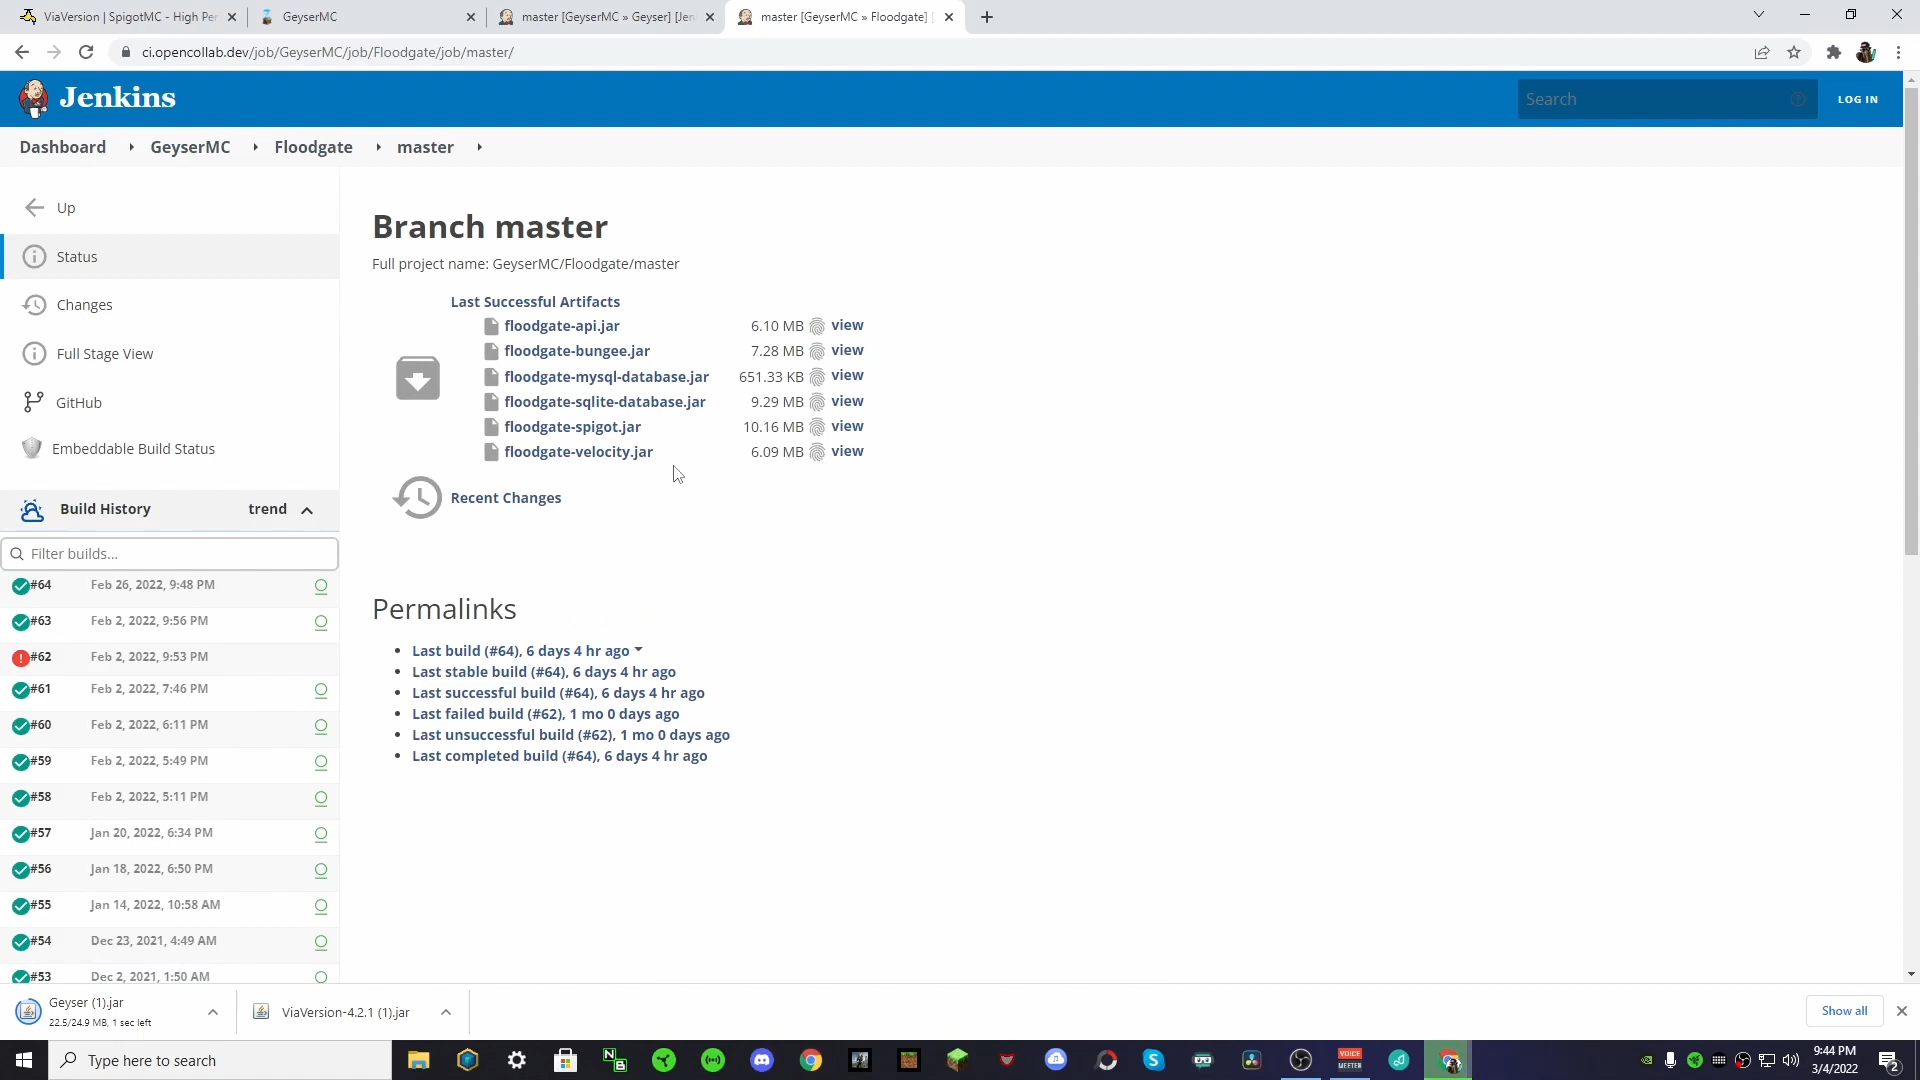 ViaVersion | SpigotMC - High Per
GeyserMC
master [GeyserMC » Geyser] [Jen
master [GeyserMC » Floodgate] [
ci.opencollab.dev/job/GeyserMC/job/Floodgate/job/master/
Jenkins
Search
LOG IN
Dashboard
GeyserMC
Floodgate
master
Up
Status
Changes
Full Stage View
GitHub
Embeddable Build Status
Build History
trend
Filter builds...
#64 Feb 26, 2022, 9:48 PM
#63 Feb 2, 2022, 9:56 PM
#62 Feb 2, 2022, 9:53 PM
#61 Feb 2, 2022, 7:46 PM
#60 Feb 2, 2022, 6:11 PM
#59 Feb 2, 2022, 5:49 PM
#58 Feb 2, 2022, 5:11 PM
#57 Jan 20, 2022, 6:34 PM
#56 Jan 18, 2022, 6:50 PM
#55 Jan 14, 2022, 10:58 AM
#54 Dec 23, 2021, 4:49 AM
#53 Dec 2, 2021, 1:50 AM
Branch master
Full project name: GeyserMC/Floodgate/master
Last Successful Artifacts
floodgate-api.jar 6.10 MB view
floodgate-bungee.jar 7.28 MB view
floodgate-mysql-database.jar 651.33 KB view
floodgate-sqlite-database.jar 9.29 MB view
floodgate-spigot.jar 10.16 MB view
floodgate-velocity.jar 6.09 MB view
Recent Changes
Permalinks
Last build (#64), 6 days 4 hr ago
Last stable build (#64), 6 days 4 hr ago
Last successful build (#64), 6 days 4 hr ago
Last failed build (#62), 1 mo 0 days ago
Last unsuccessful build (#62), 1 mo 0 days ago
Last completed build (#64), 6 days 4 hr ago
Geyser (1).jar
22.5/24.9 MB, 1 sec left
ViaVersion-4.2.1 (1).jar
Show all
Type here to search
VOICE
MEETER
9:44 PM
3/4/2022
2